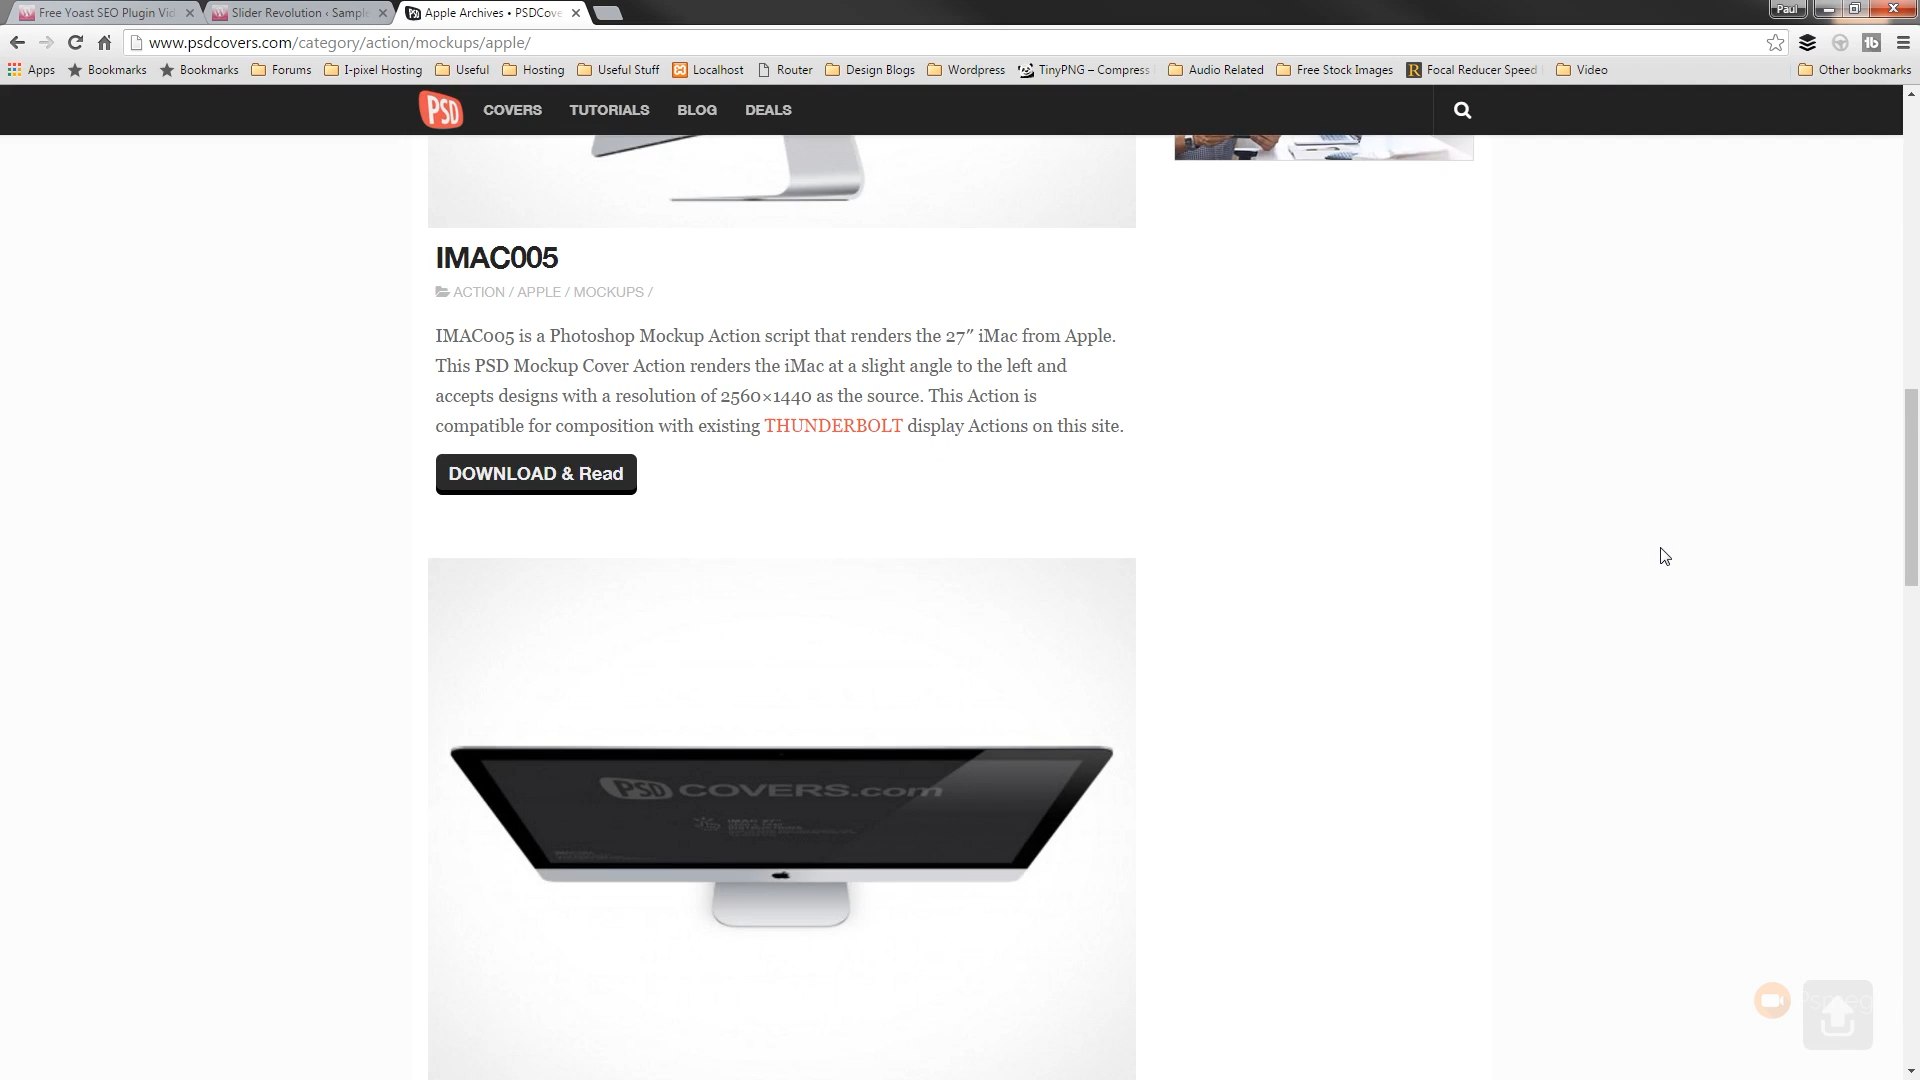 Free Yoast SEO Plugin Vid
Slider Revolution ‹ Sample
Apple Archives • PSDCove
Paul
www.psdcovers.com/category/action/mockups/apple/
Apps
Bookmarks
Bookmarks
Forums
I-pixel Hosting
Useful
Hosting
Useful Stuff
Localhost
Router
Design Blogs
Wordpress
TinyPNG – Compress
Audio Related
Free Stock Images
Focal Reducer Speed
Video
Other bookmarks
PSD
COVERS
TUTORIALS
BLOG
DEALS
IMAC005
ACTION / APPLE / MOCKUPS /
IMAC005 is a Photoshop Mockup Action script that renders the 27″ iMac from Apple.
This PSD Mockup Cover Action renders the iMac at a slight angle to the left and
accepts designs with a resolution of 2560×1440 as the source. This Action is
compatible for composition with existing THUNDERBOLT display Actions on this site.
DOWNLOAD & Read
PSD COVERS.com